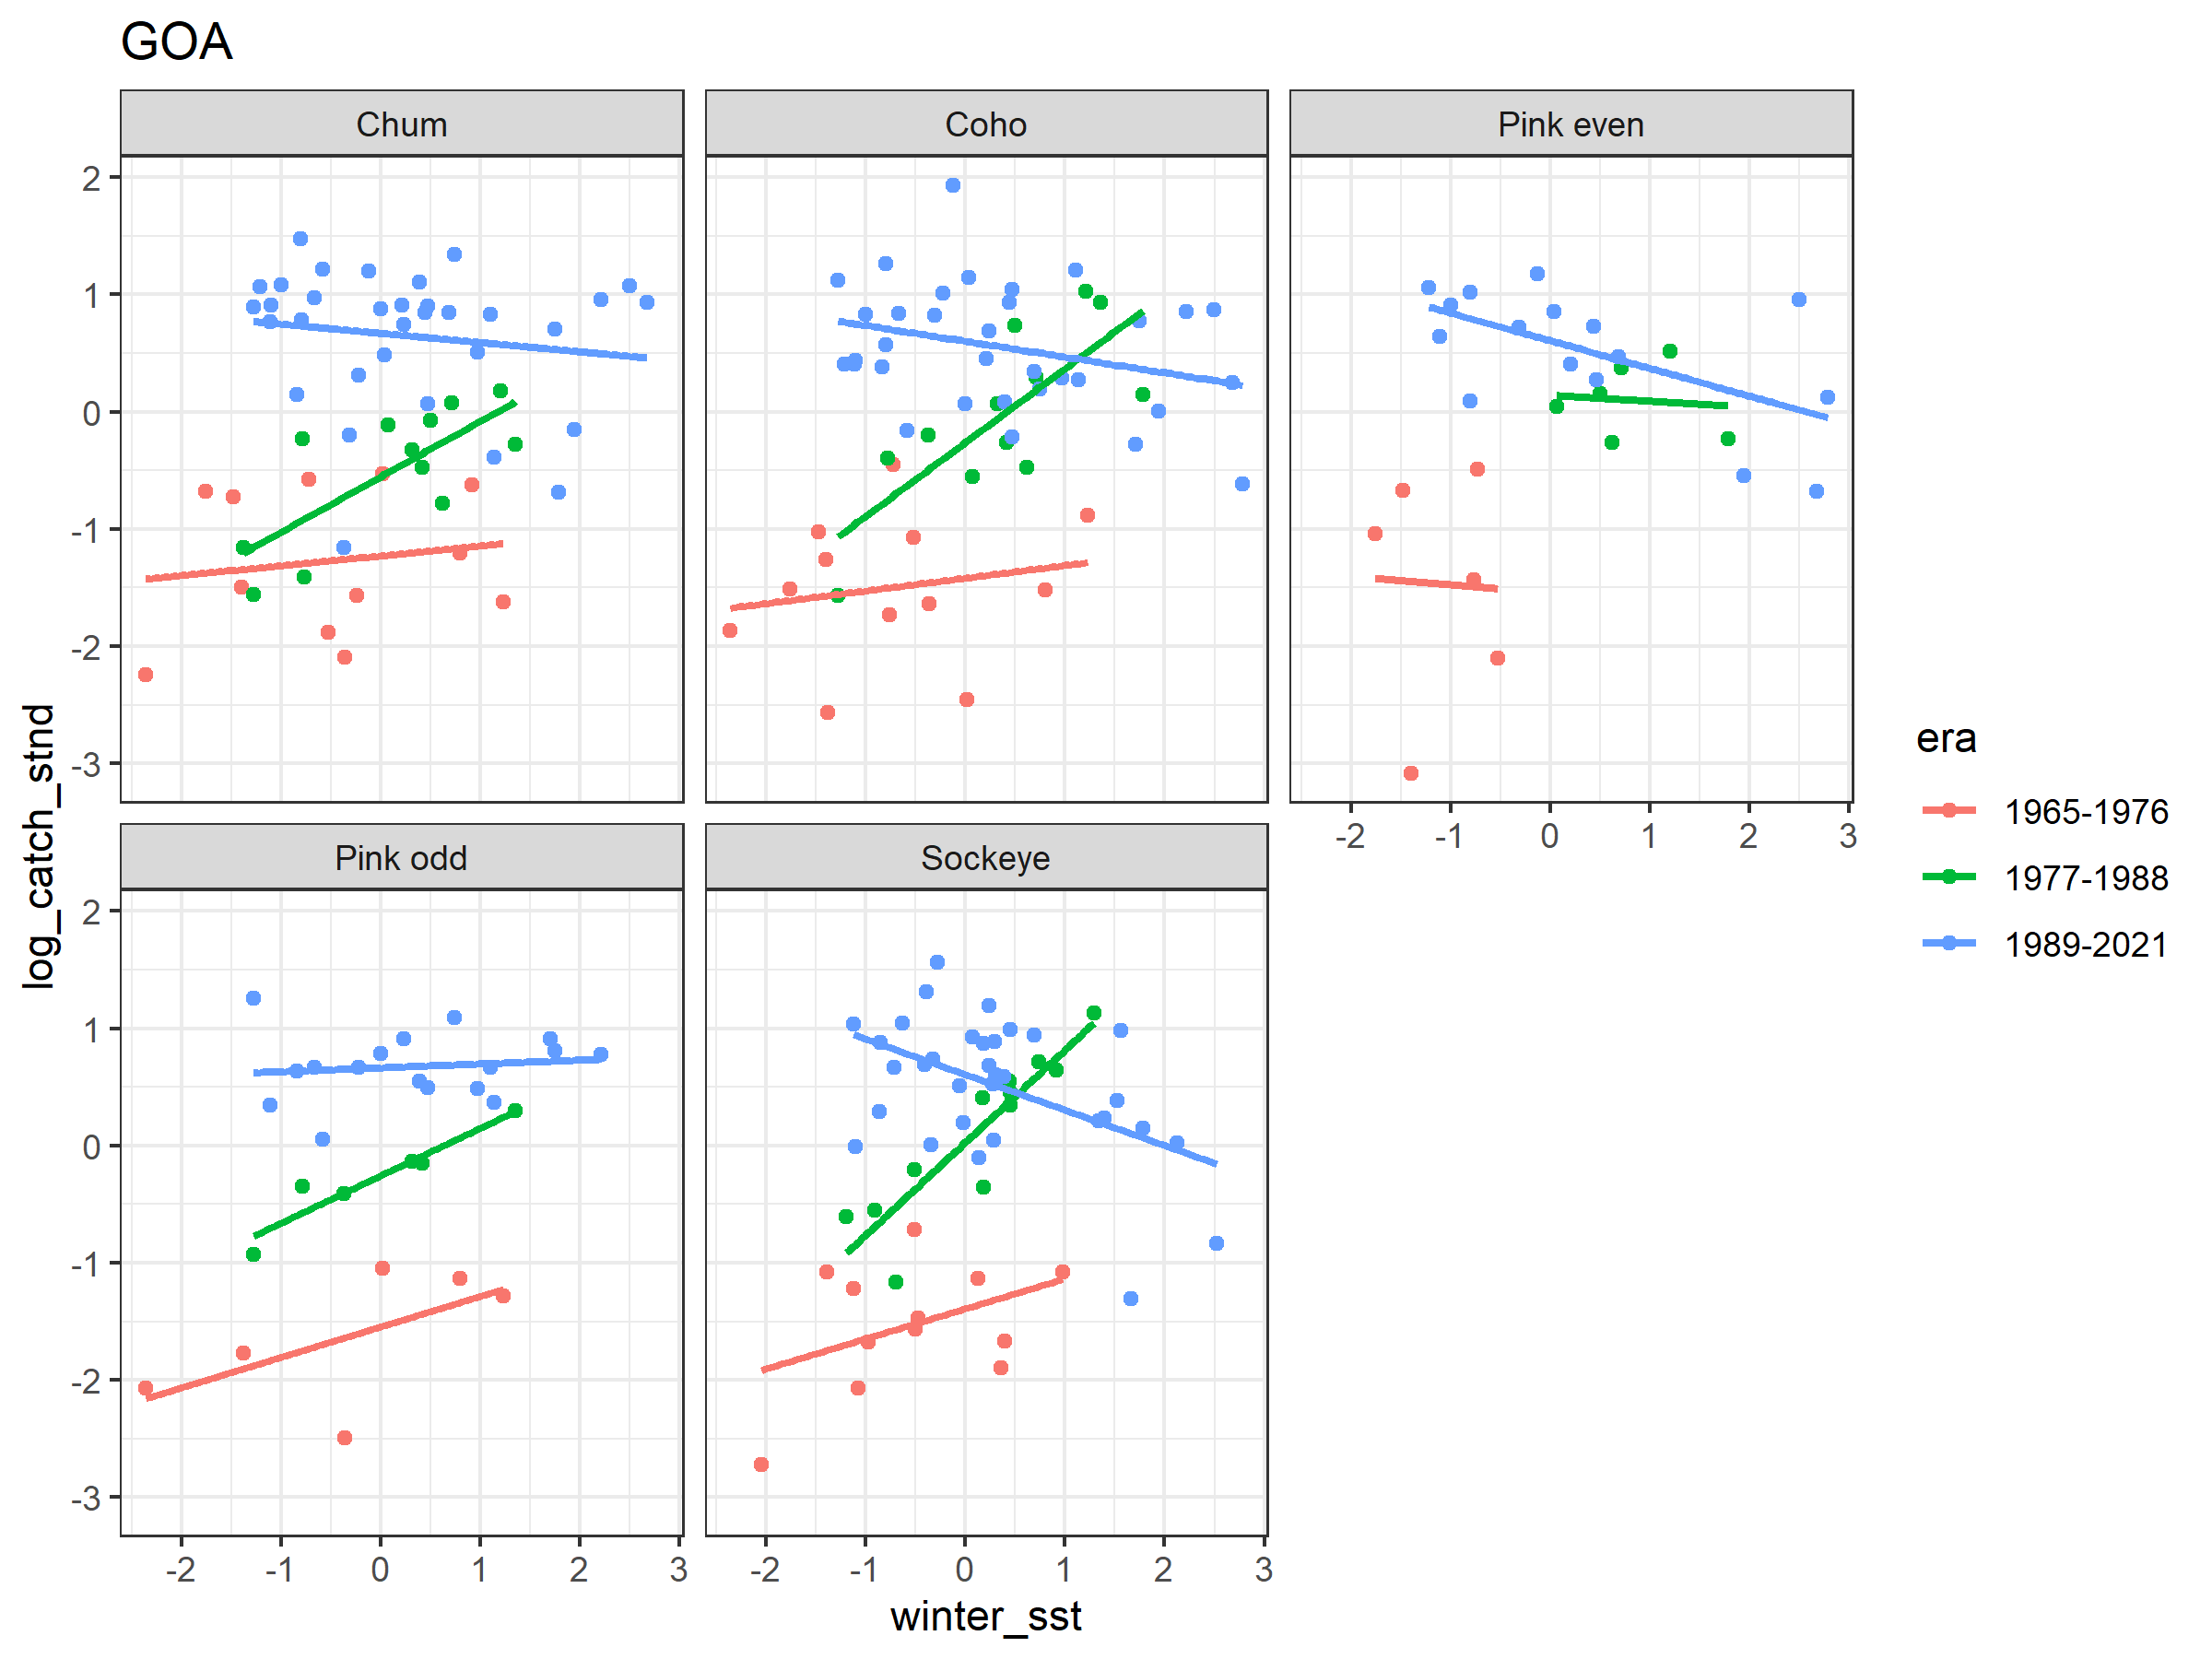 GOA
Chum
Coho
Pink even
2
1
0
-1
-2
-3
-2 -1 0 1 2 3
Pink odd
Sockeye
2
1
0
-1
-2
-3
-2 -1 0 1 2 3
-2 -1 0 1 2 3
winter_sst
log_catch_stnd
era
1965-1976
1977-1988
1989-2021